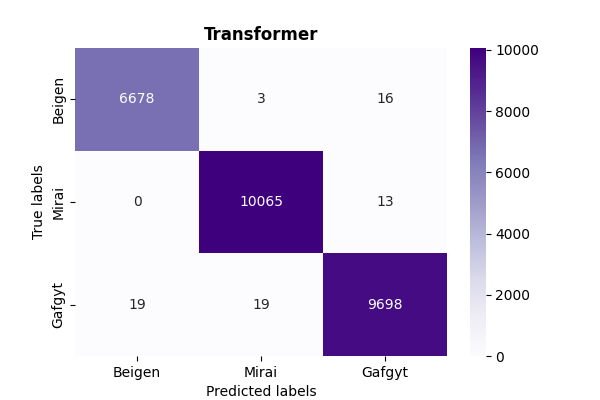 Transformer
Beigen
6678
3
16
10000
8000
True labels
Mirai
0
10065
13
6000
4000
Gafgyt
19
19
9698
2000
0
Beigen
Mirai
Gafgyt
Predicted labels